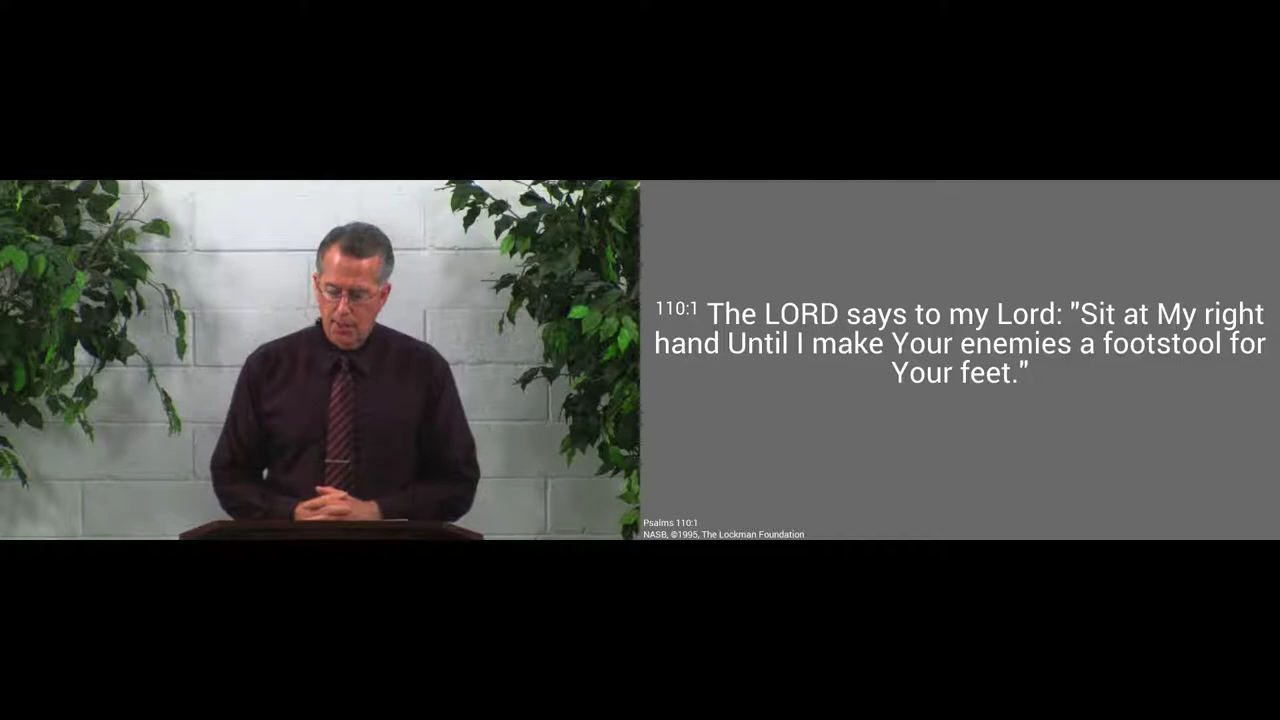 110:1 The LORD says to my Lord: "Sit at My right
hand Until I make Your enemies a footstool for
Your feet."
Psalms 110:1
NASB, ©1995, The Lockman Foundation